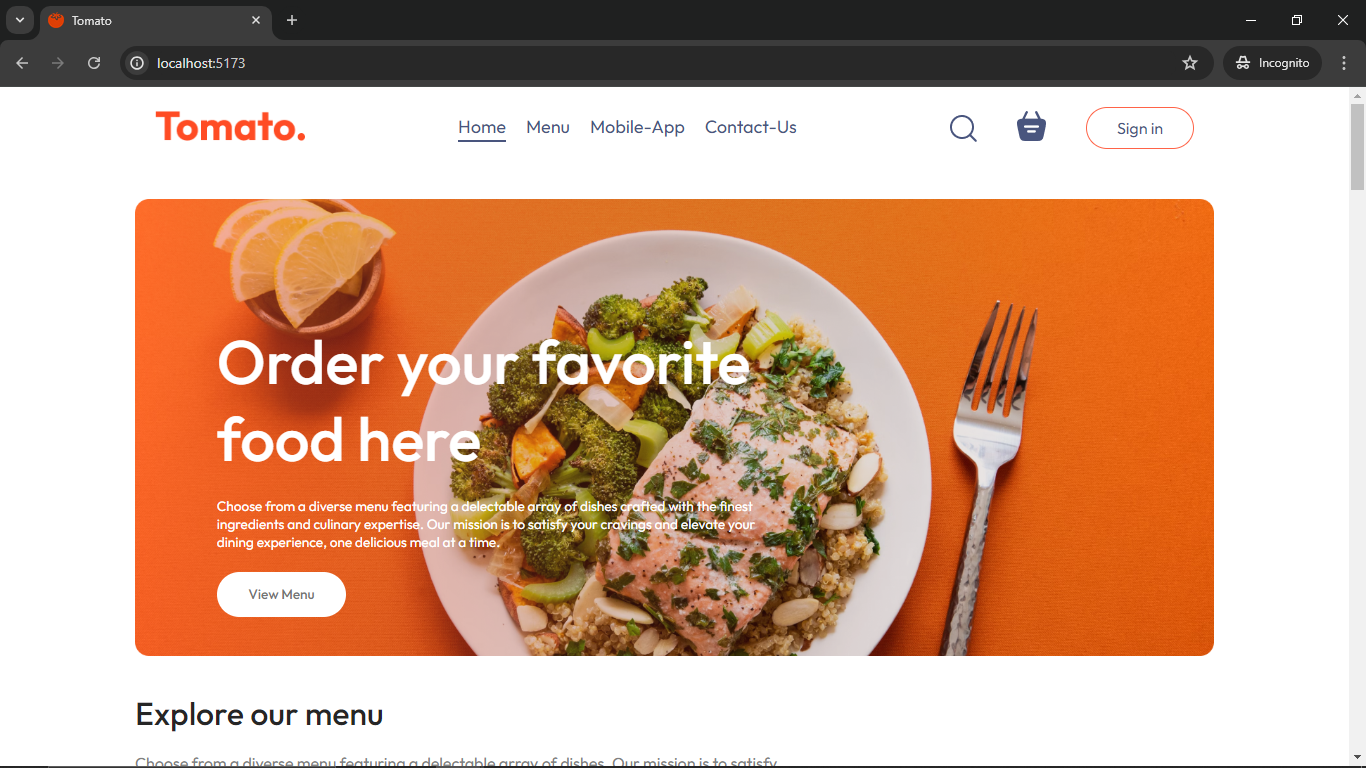 Tomato
localhost:5173
Incognito
Tomato.
Home Menu Mobile-App Contact-Us
Sign in
Order your favorite
food here
Choose from a diverse menu featuring a delectable array of dishes crafted with the finest
ingredients and culinary expertise. Our mission is to satisfy your cravings and elevate your
dining experience, one delicious meal at a time.
View Menu
Explore our menu
Choose from a diverse menu featuring a delectable array of dishes. Our mission is to satisfy